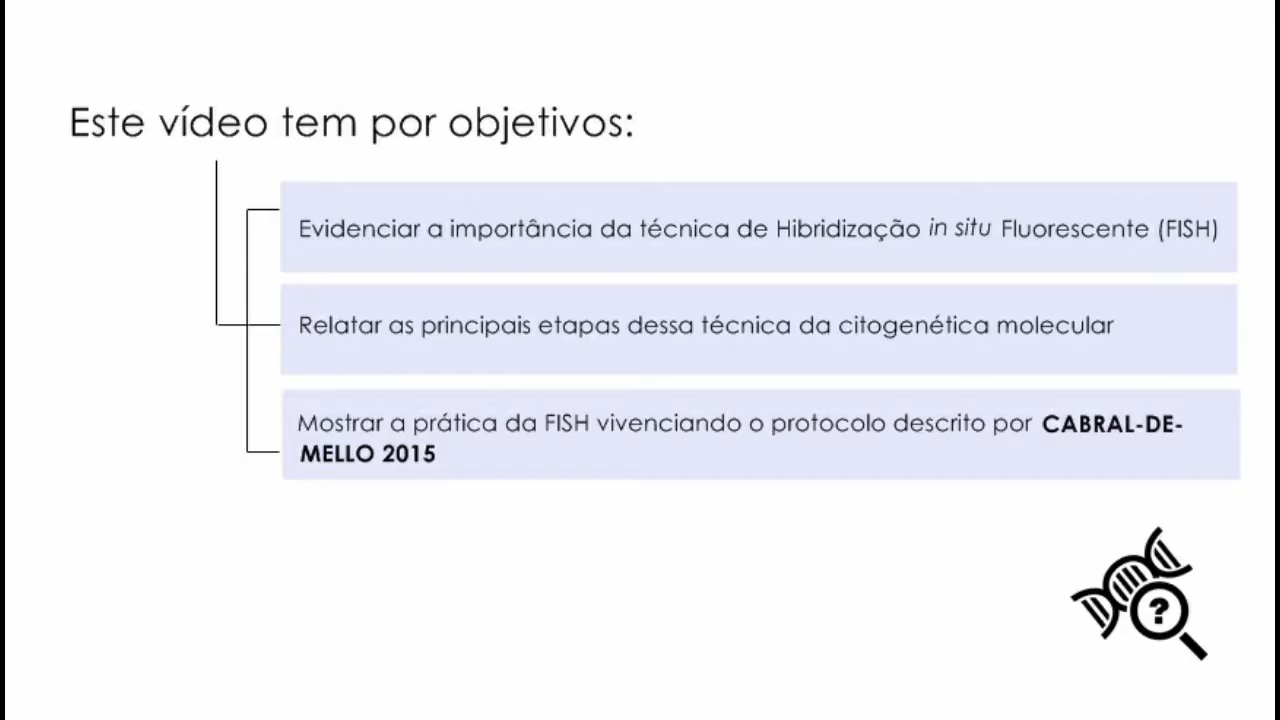 Este vídeo tem por objetivos:
Evidenciar a importância da técnica de Hibridização in situ Fluorescente (FISH)
Relatar as principais etapas dessa técnica da citogenética molecular
Mostrar a prática da FISH vivenciando o protocolo descrito por CABRAL-DE-
MELLO 2015
?